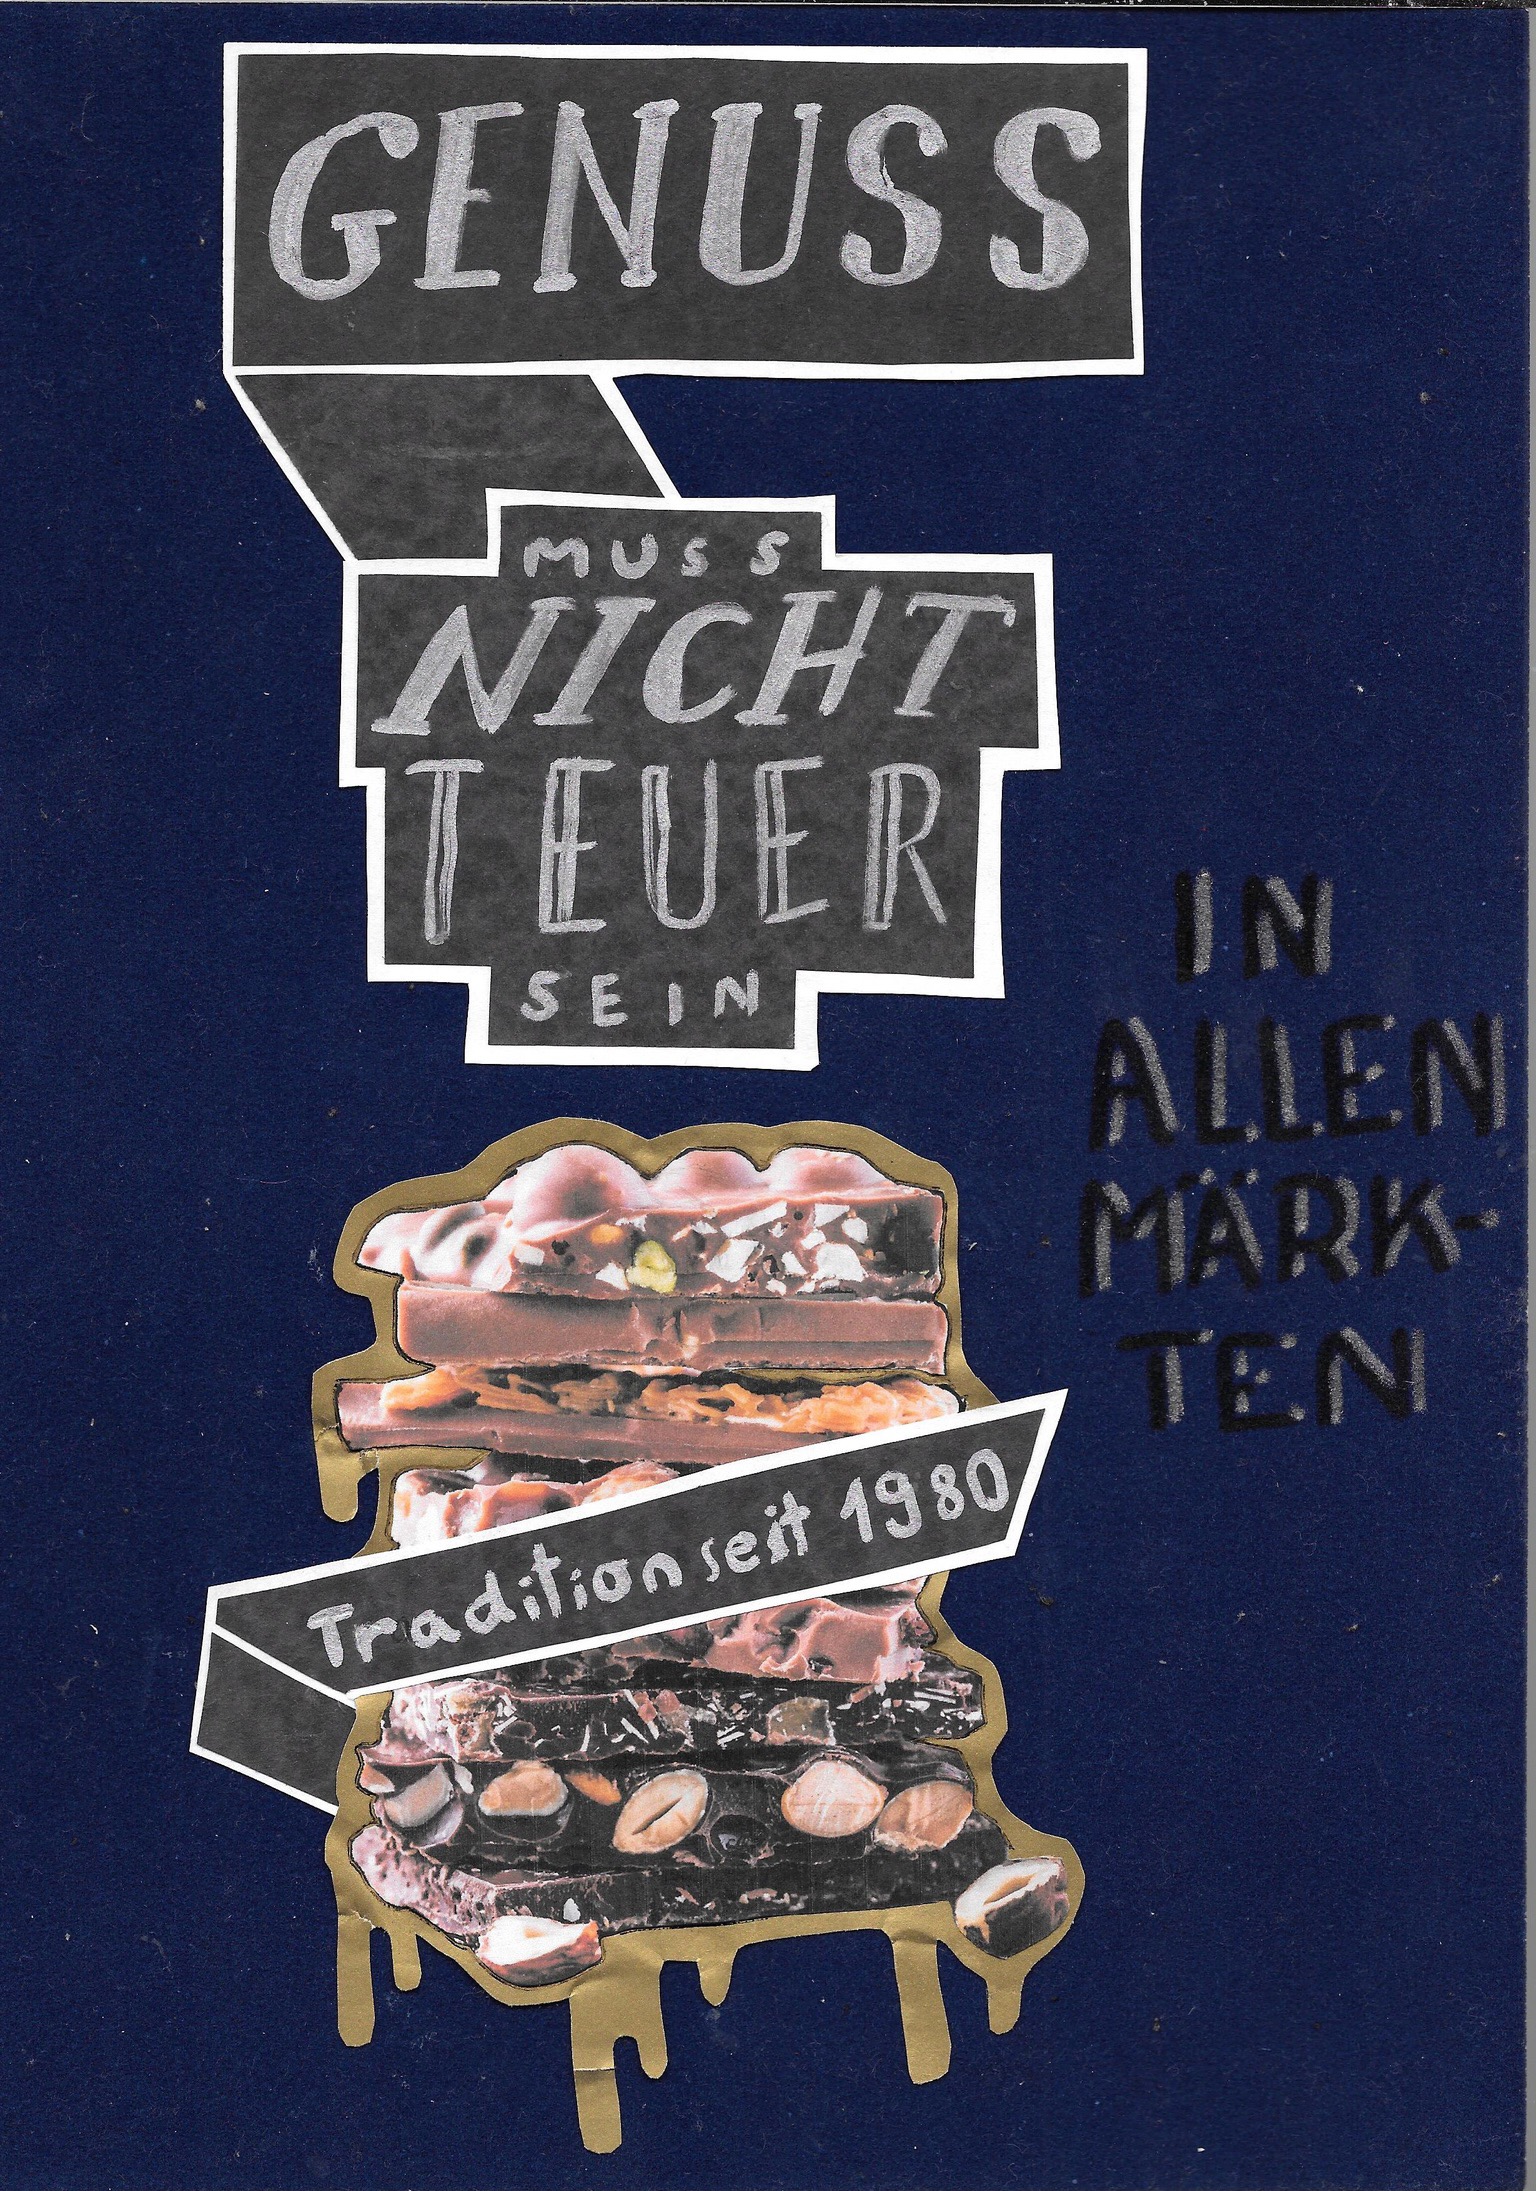 GENUSS
MUSS
NICHT
TEUER
SEIN
IN
ALLEN
MÄRK-
TEN
Tradition seit 1980